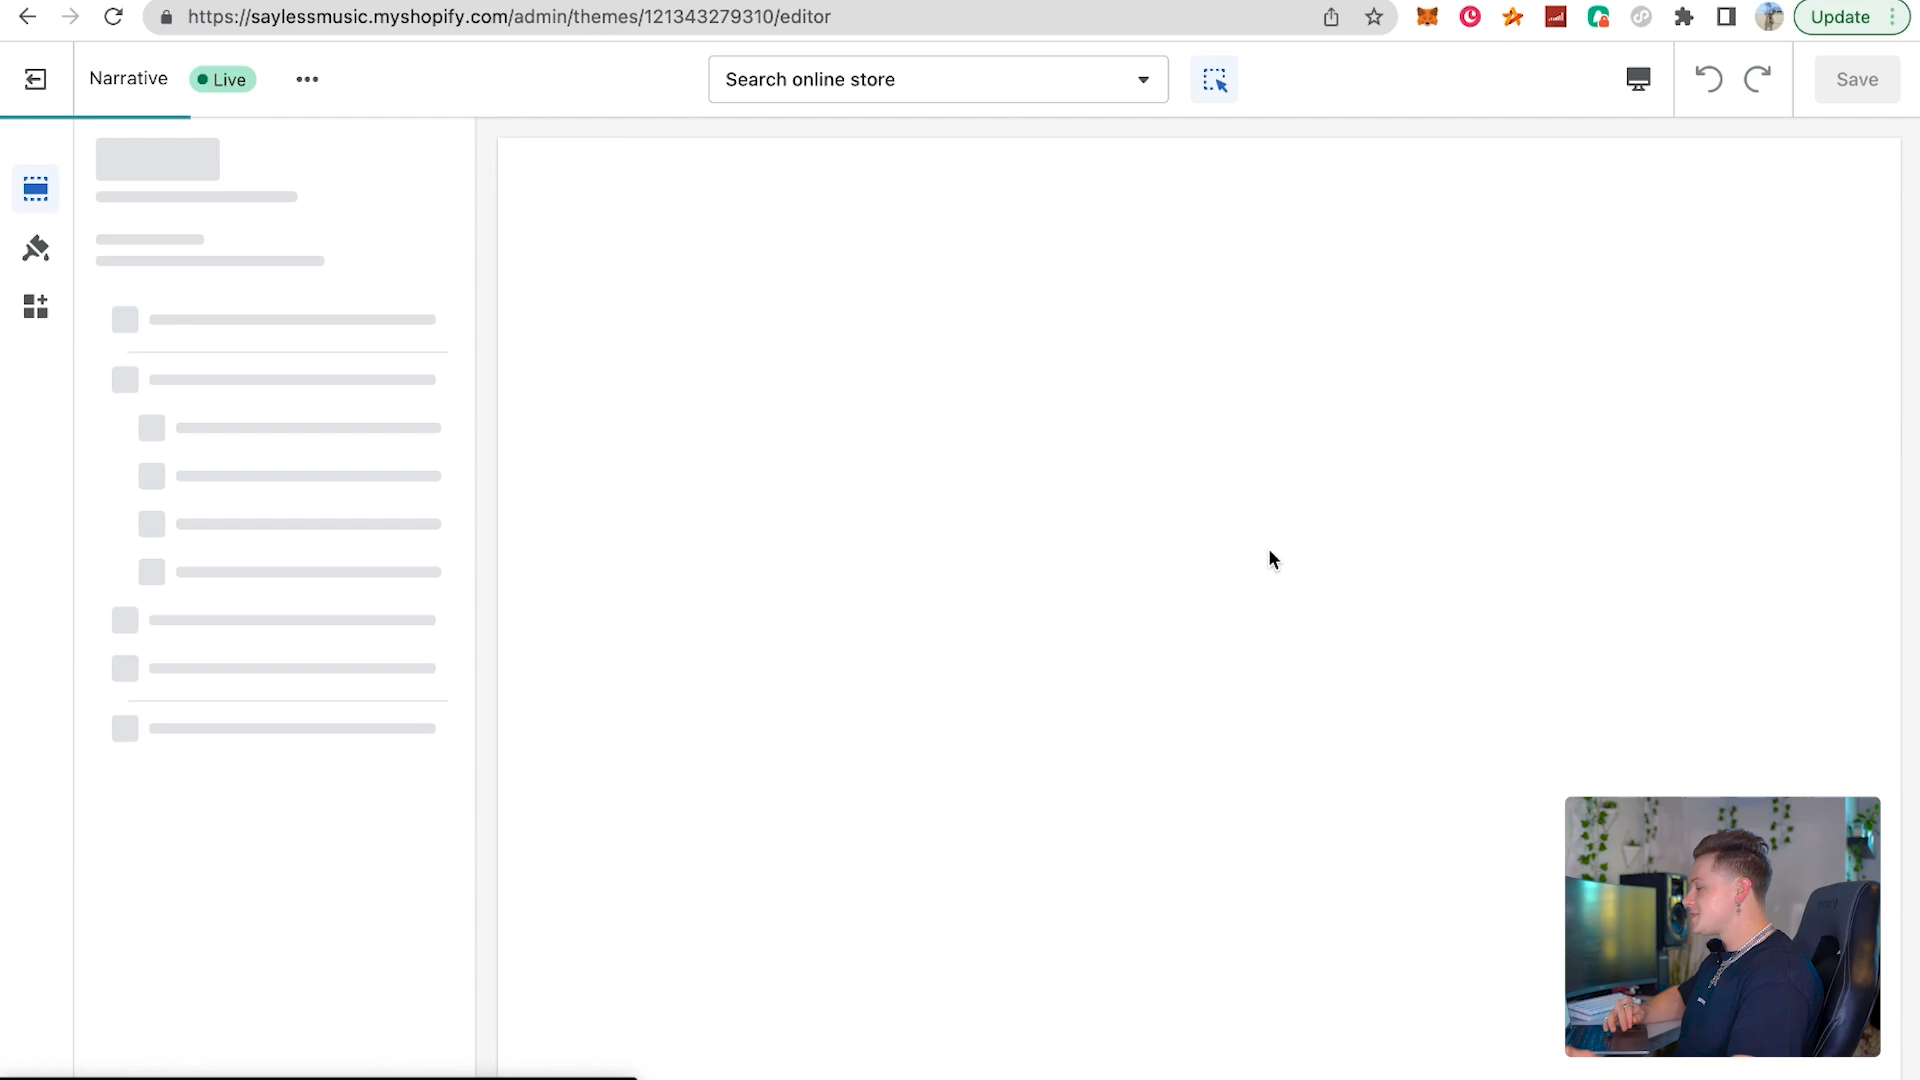 https://saylessmusic.myshopify.com/admin/themes/121343279310/editor
Update
Narrative
Live
Search online store
Save